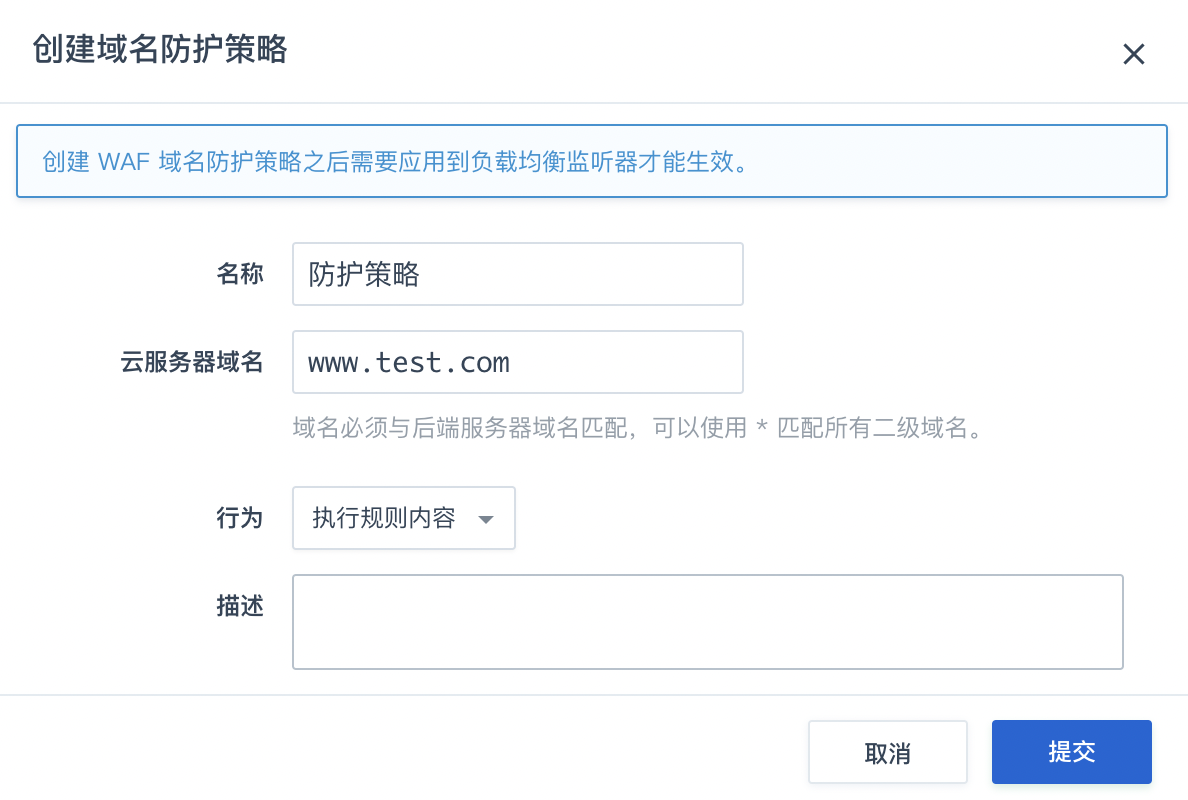 创建域名防护策略
创建 WAF 域名防护策略之后需要应用到负载均衡监听器才能生效。
名称 防护策略
云服务器域名 www.test.com
域名必须与后端服务器域名匹配，可以使用 * 匹配所有二级域名。
行为 执行规则内容
描述
取消 提交